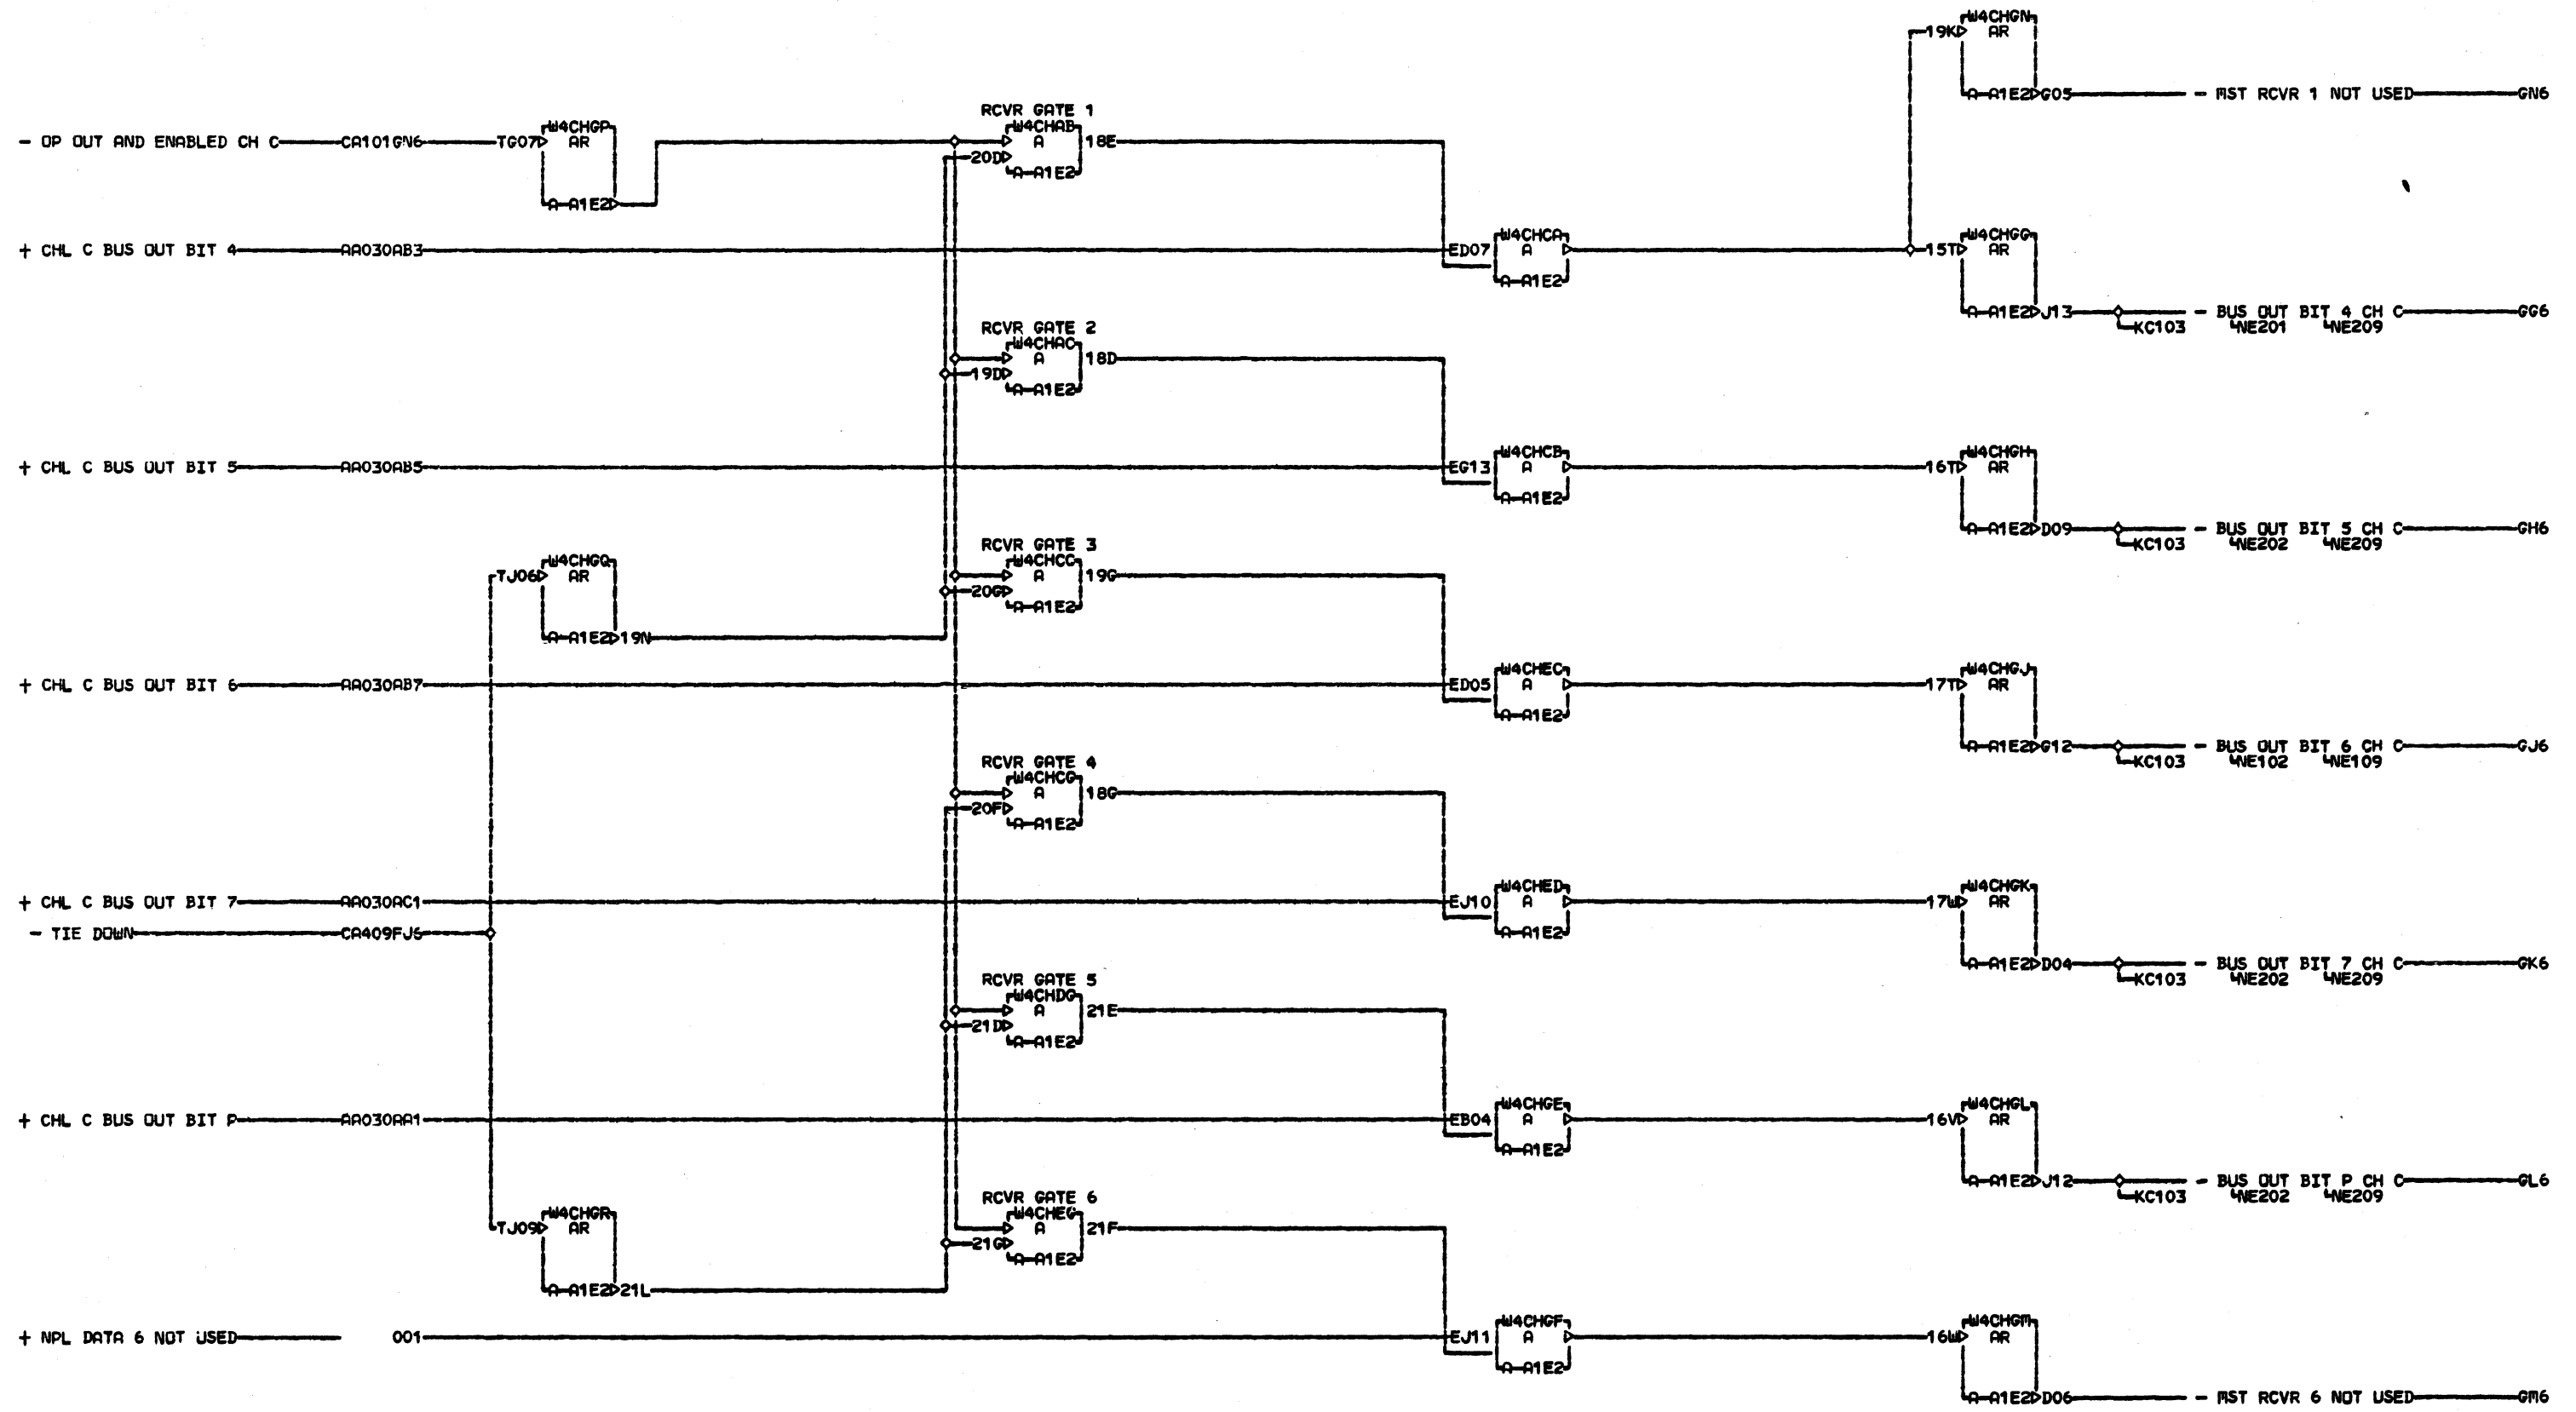 W4CHGN
19K AR
A A1E2 G05 - MST RCVR 1 NOT USED GN6
RCVR GATE 1
- OP OUT AND ENABLED CH C CA101GN6 TG07 W4CHGP AR
W4CHAB
A 18E
20D
A A1E2
A A1E2
+ CHL C BUS OUT BIT 4 AA030AB3 ED07 W4CHCA A
A A1E2
15T W4CHGG AR
A A1E2 J13 - BUS OUT BIT 4 CH C GG6
KC103 NE201 NE209
RCVR GATE 2
W4CHAC
A 18D
19D
A A1E2
+ CHL C BUS OUT BIT 5 AA030AB5 EG13 W4CHCB A
A A1E2
16T W4CHGH AR
A A1E2 D09 - BUS OUT BIT 5 CH C GH6
KC103 NE202 NE209
RCVR GATE 3
TJ06 W4CHGQ AR
W4CHCC
A 19G
20G
A A1E2
A A1E2 19N
+ CHL C BUS OUT BIT 6 AA030AB7 ED05 W4CHEC A
A A1E2
17T W4CHGJ AR
A A1E2 G12 - BUS OUT BIT 6 CH C GJ6
KC103 NE102 NE109
RCVR GATE 4
W4CHCG
A 18G
20F
A A1E2
+ CHL C BUS OUT BIT 7 AA030AC1 EJ10 W4CHED A
A A1E2
17W W4CHGK AR
- TIE DOWN CA409FJ6
A A1E2 D04 - BUS OUT BIT 7 CH C GK6
KC103 NE202 NE209
RCVR GATE 5
W4CHDG
A 21E
21D
A A1E2
+ CHL C BUS OUT BIT P AA030AA1 EB04 W4CHGE A
A A1E2
16V W4CHGL AR
A A1E2 J12 - BUS OUT BIT P CH C GL6
KC103 NE202 NE209
RCVR GATE 6
TJ09 W4CHGR AR
W4CHEG
A 21F
21G
A A1E2
A A1E2 21L
+ NPL DATA 6 NOT USED 001 EJ11 W4CHGF A
A A1E2
16W W4CHGM AR
A A1E2 D06 - MST RCVR 6 NOT USED GM6